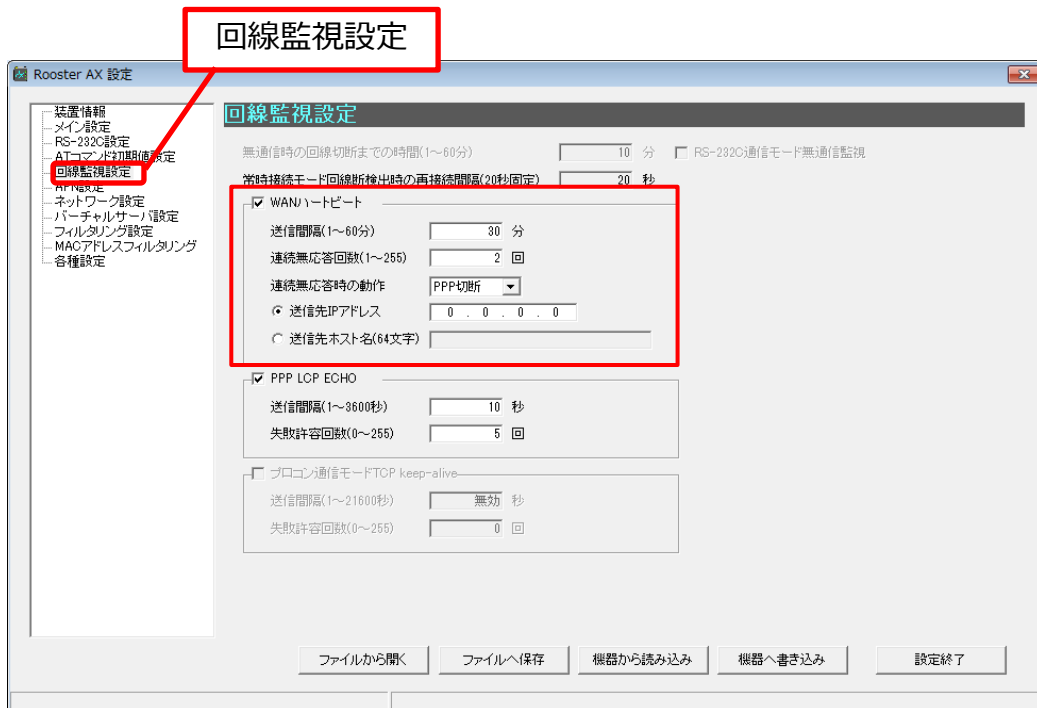 回線監視設定
Rooster AX 設定
装置情報
メイン設定
RS-232C設定
ATコマンド初期値設定
回線監視設定
APN設定
ネットワーク設定
バーチャルサーバ設定
フィルタリング設定
MACアドレスフィルタリング
各種設定
回線監視設定
無通信時の回線切断までの時間(1～60分) 10 分 RS-232C通信モード無通信監視
常時接続モード回線断検出時の再接続間隔(20秒固定) 20 秒
WANハートビート
送信間隔(1～60分) 30 分
連続無応答回数(1～255) 2 回
連続無応答時の動作 PPP切断
送信先IPアドレス 0 . 0 . 0 . 0
送信先ホスト名(64文字)
PPP LCP ECHO
送信間隔(1～3600秒) 10 秒
失敗許容回数(0～255) 5 回
プロコン通信モードTCP keep-alive
送信間隔(1～21600秒) 無効 秒
失敗許容回数(0～255) 0 回
ファイルから開く ファイルへ保存 機器から読み込み 機器へ書き込み 設定終了